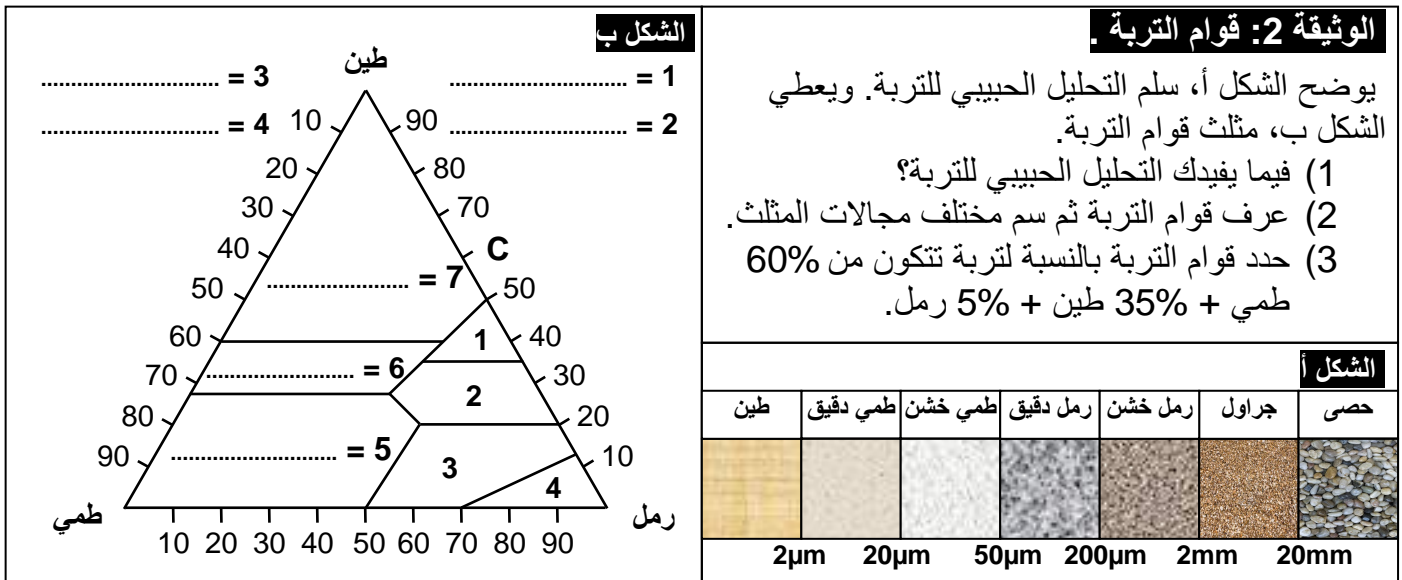 الوثيقة 2: قوام التربة .
يوضح الشكل أ، سلم التحليل الحبيبي للتربة. ويعطي
الشكل ب، مثلث قوام التربة.
1) فيما يفيدك التحليل الحبيبي للتربة؟
2) عرف قوام التربة ثم سم مختلف مجالات المثلث.
3) حدد قوام التربة بالنسبة لتربة تتكون من 60%
طمي + 35% طين + 5% رمل.
الشكل أ
حصى جراول رمل خشن رمل دقيق طمي خشن طمي دقيق طين
2µm 20µm 50µm 200µm 2mm 20mm
الشكل ب
1 = ........................
2 = ........................
3 = ........................
4 = ........................
طين
10 90
20 80
30 70
40 C
50 50
7 = ....................
60 40
1
70 30
6 = ....................
2
80 20
90 10
5 = .......................
3
4
طمي رمل
10 20 30 40 50 60 70 80 90